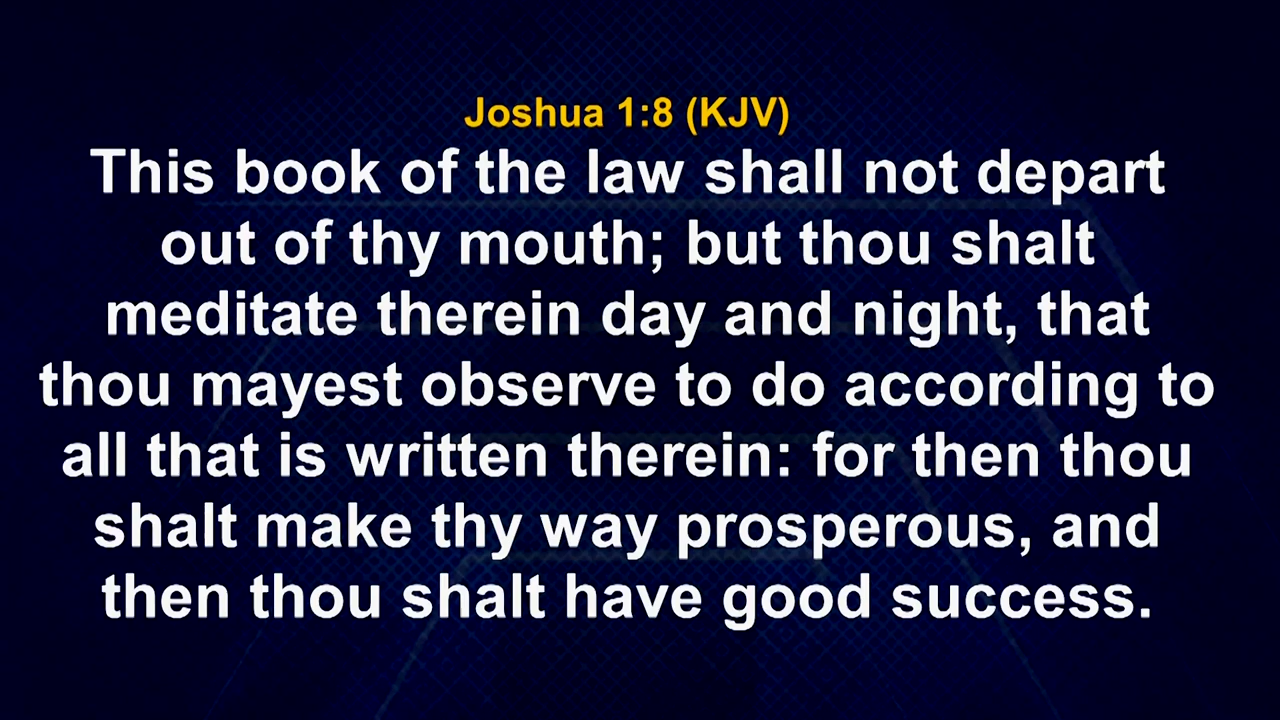 Joshua 1:8 (KJV)
This book of the law shall not depart
out of thy mouth; but thou shalt
meditate therein day and night, that
thou mayest observe to do according to
all that is written therein: for then thou
shalt make thy way prosperous, and
then thou shalt have good success.